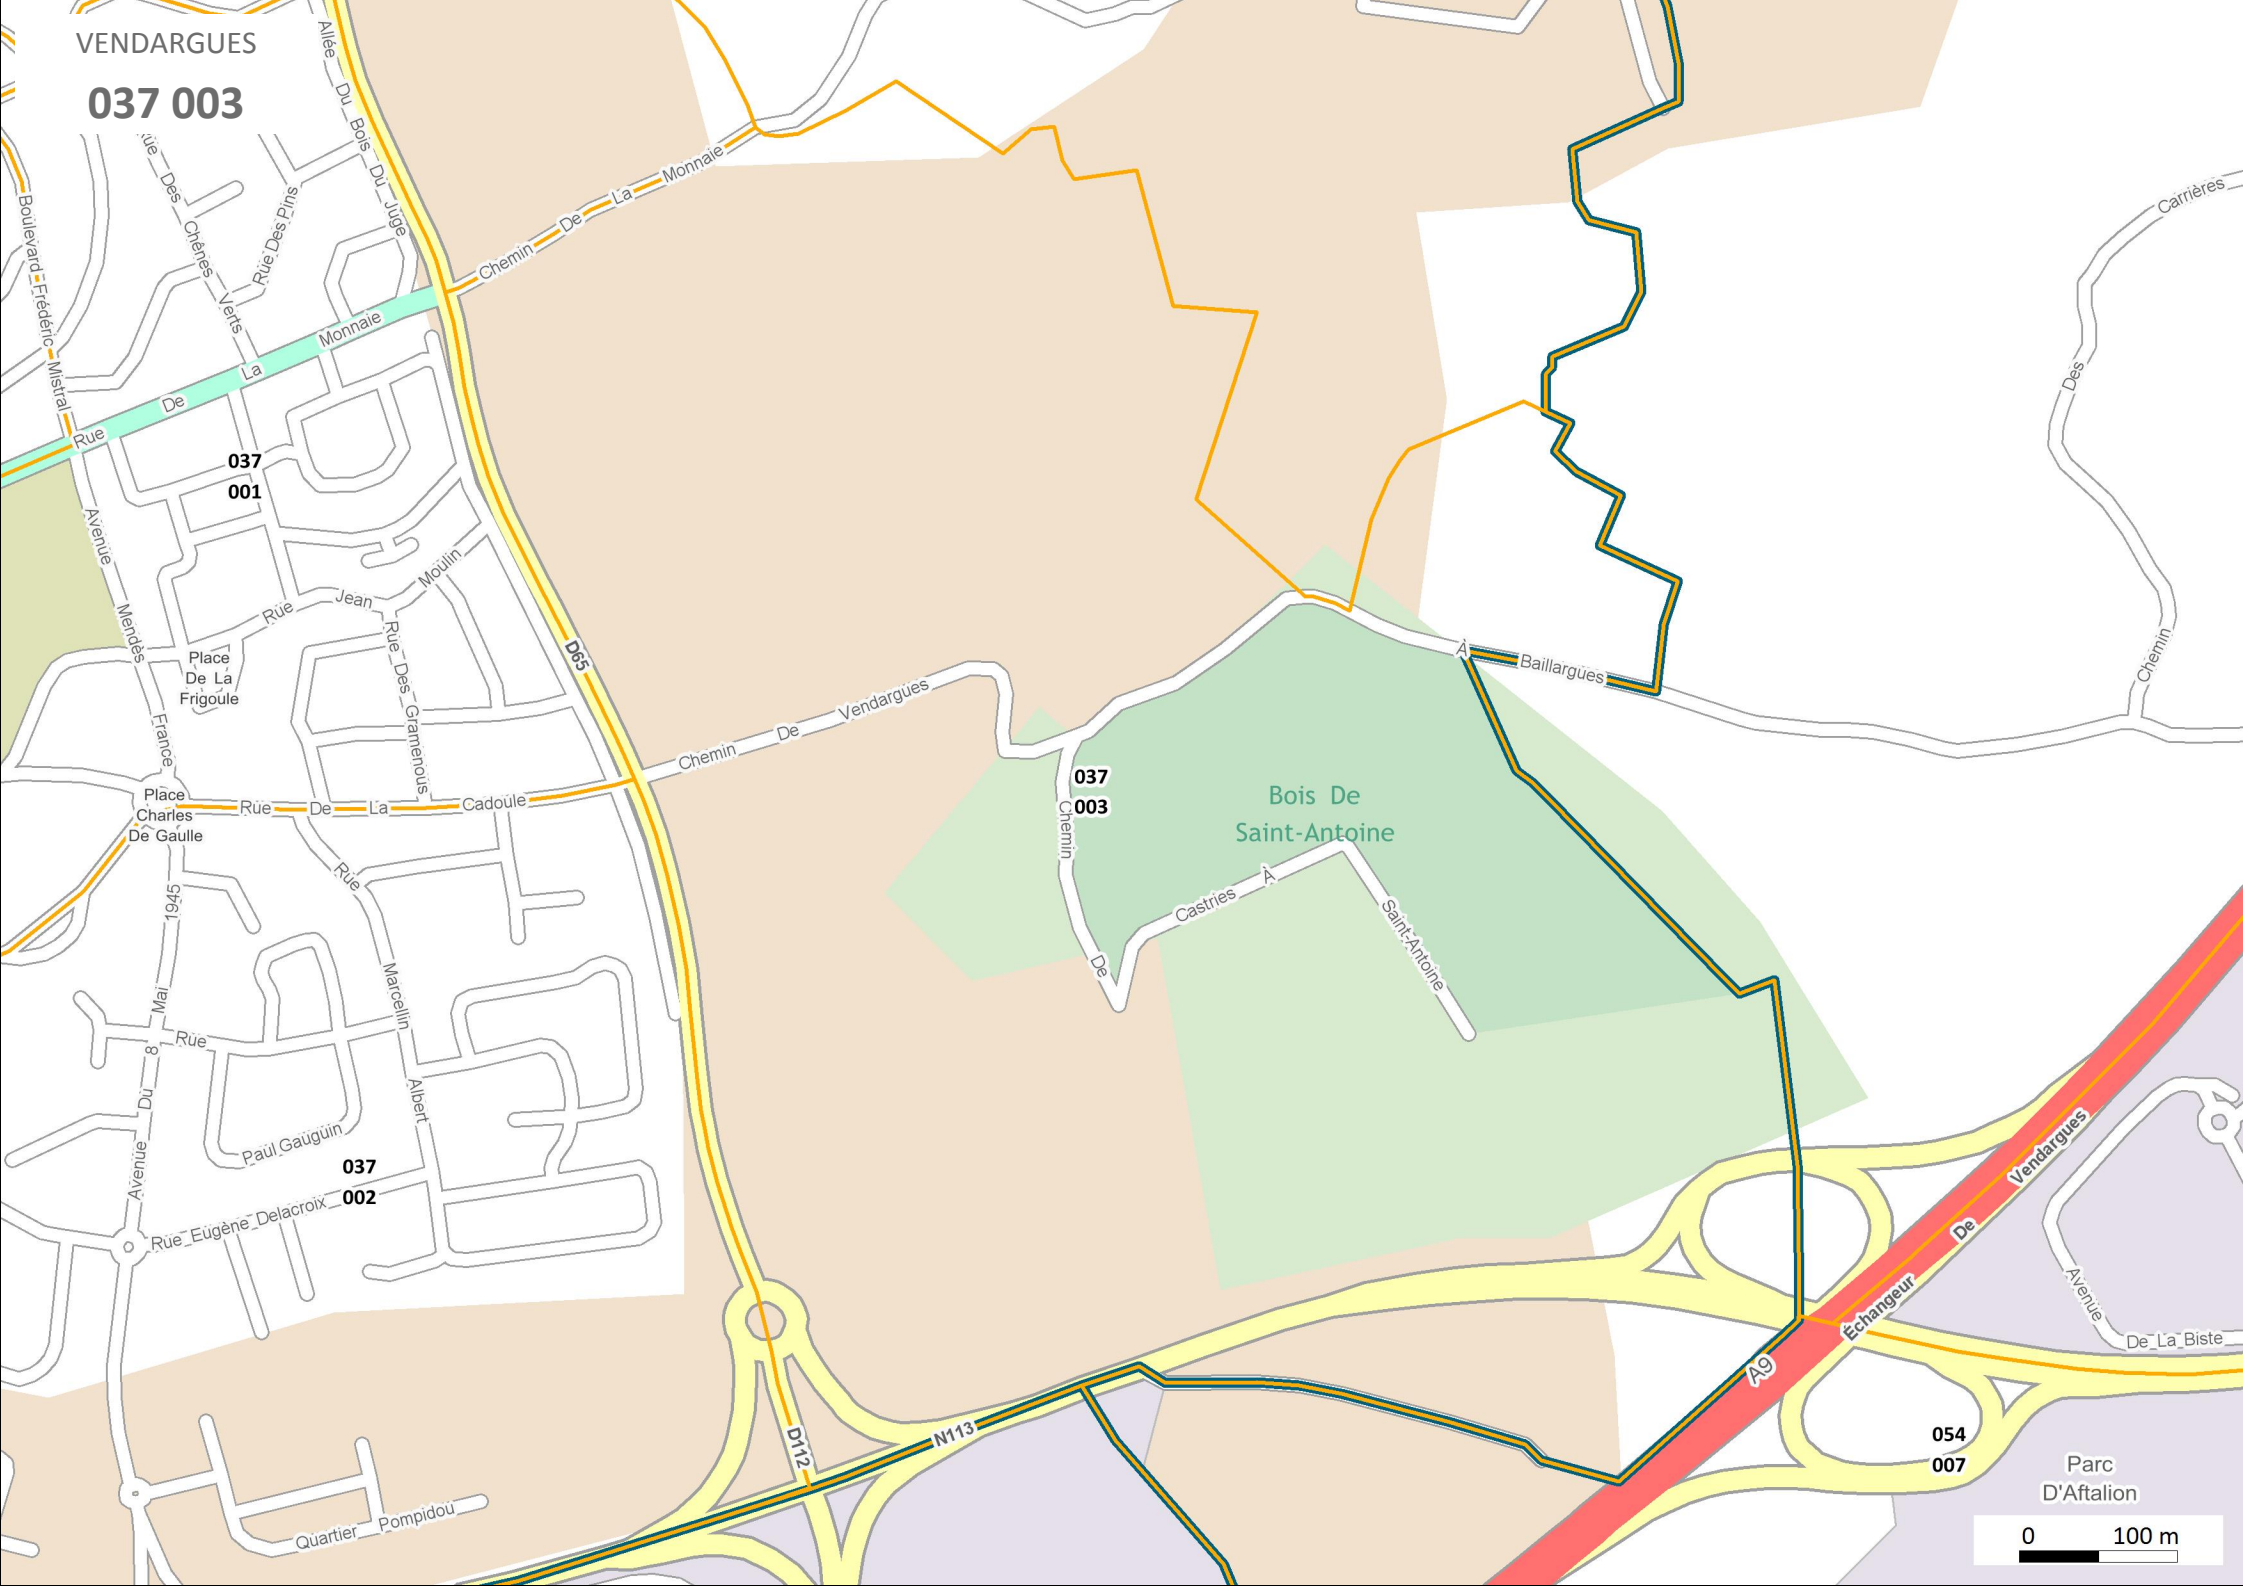 VENDARGUES
037 003
Allée Du Bois Du Juge
Rue Des Chênes Verts
Rue Des Pins
Boulevard Frédéric Mistral
Chemin De La Monnaie
Rue De La Monnaie
Carrières
Des
Chemin
037
001
Avenue Mendès France
Rue Jean Moulin
Rue Des Gramenous
Place
De La
Frigoule
D65
À Baillargues
Chemin De Vendargues
Place
Charles
De Gaulle
Rue De La Cadoule
037
003
Bois De
Saint-Antoine
Chemin De Castries À Saint-Antoine
Rue Marcellin Albert
Avenue Du 8 Mai 1945
Rue Paul Gauguin
037
002
Rue Eugène Delacroix
Échangeur De Vendargues
A9
Avenue De La Biste
D112
N113
054
007
Parc
D'Aftalion
Quartier Pompidou
0 100 m